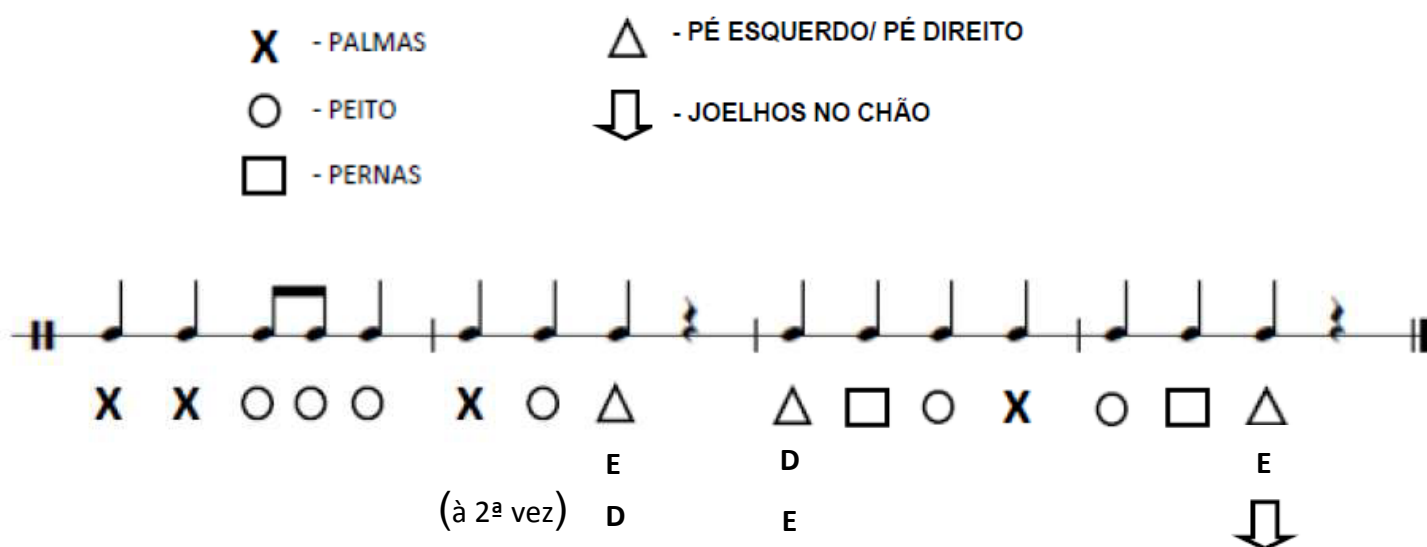 X - PALMAS
- PÉ ESQUERDO/ PÉ DIREITO
- PEITO
- JOELHOS NO CHÃO
- PERNAS
X X X X
E D E
(à 2ª vez) D E